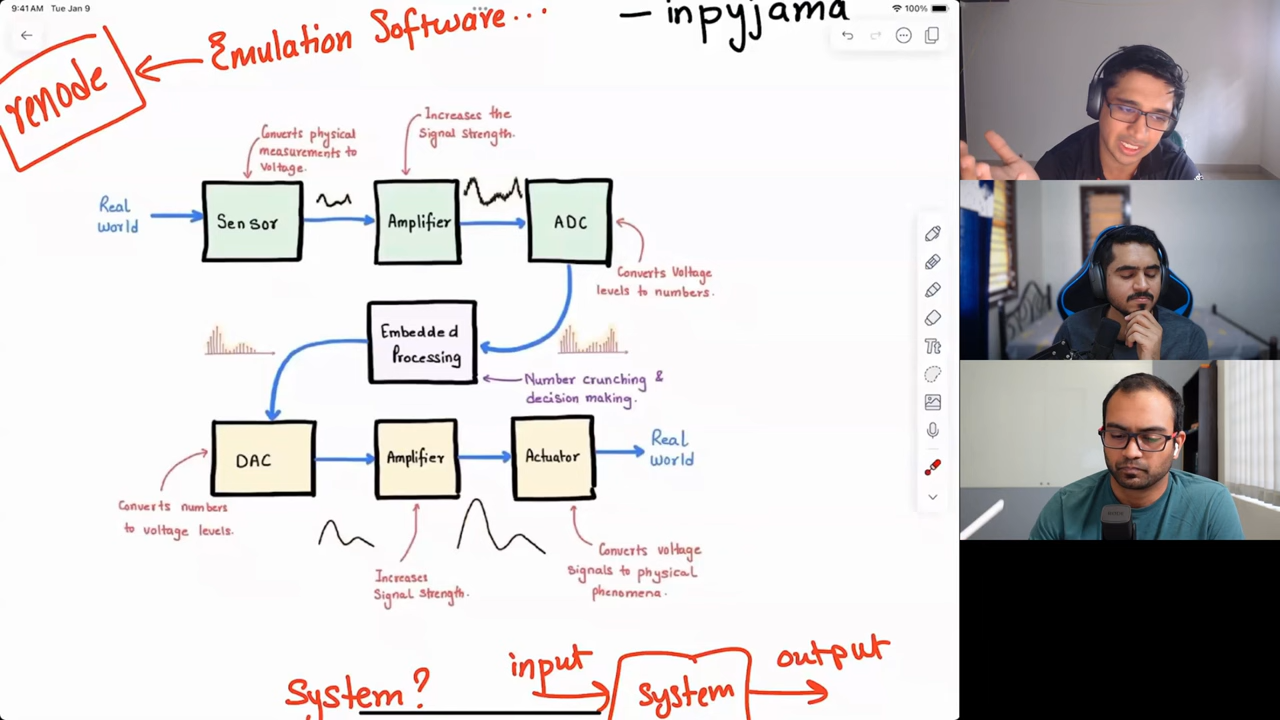 9:41 AM Tue Jan 9
100%
Emulation Software...
- inpyjama
renode
Converts physical
measurements to
Voltage.
Increases the
Signal strength.
Real
world
Sensor
Amplifier
ADC
Converts Voltage
levels to numbers.
Embedded
Processing
Number crunching &
decision making.
DAC
Amplifier
Actuator
Real
world
Converts numbers
to voltage levels.
Increases
Signal strength.
Converts voltage
signals to physical
phenomena.
System?
input
system
output
Tt